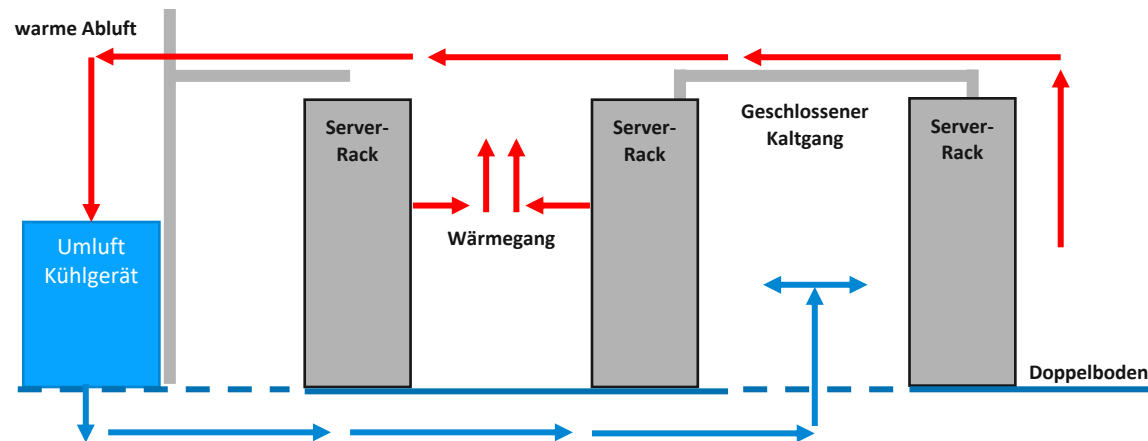 warme Abluft
Server-
Rack
Server-
Rack
Geschlossener
Kaltgang
Server-
Rack
Wärmegang
Umluft
Kühlgerät
Doppelboden